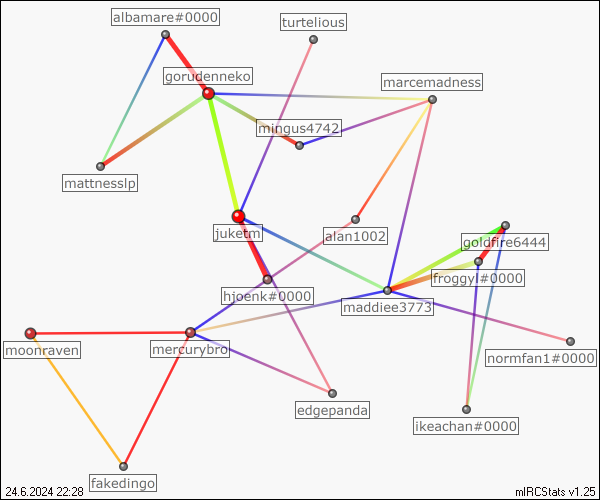 albamare#0000
turtelious
gorudenneko
marcemadness
mingus4742
mattnesslp
juketm
alan1002
goldfire6444
froggyl#0000
hjoenk#0000
maddiee3773
moonraven
mercurybro
normfan1#0000
edgepanda
ikeachan#0000
fakedingo
24.6.2024 22:28
mIRCStats v1.25